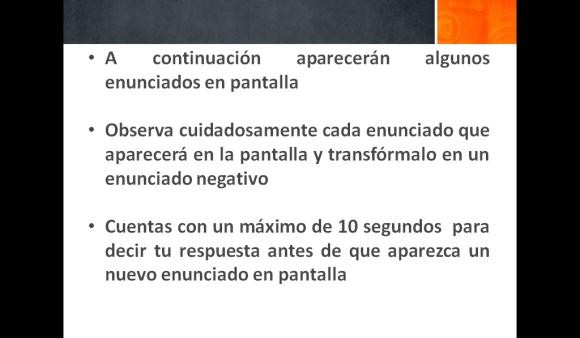 • A continuación aparecerán algunos
enunciados en pantalla
• Observa cuidadosamente cada enunciado que
aparecerá en la pantalla y transfórmalo en un
enunciado negativo
• Cuentas con un máximo de 10 segundos para
decir tu respuesta antes de que aparezca un
nuevo enunciado en pantalla